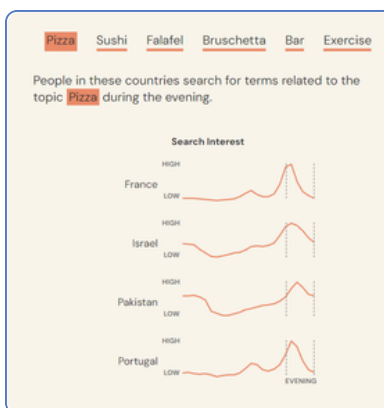 Pizza Sushi Falafel Bruschetta Bar Exercise
People in these countries search for terms related to the
topic Pizza during the evening.
Search Interest
HIGH
France
LOW
HIGH
Israel
LOW
HIGH
Pakistan
LOW
HIGH
Portugal
LOW
EVENING